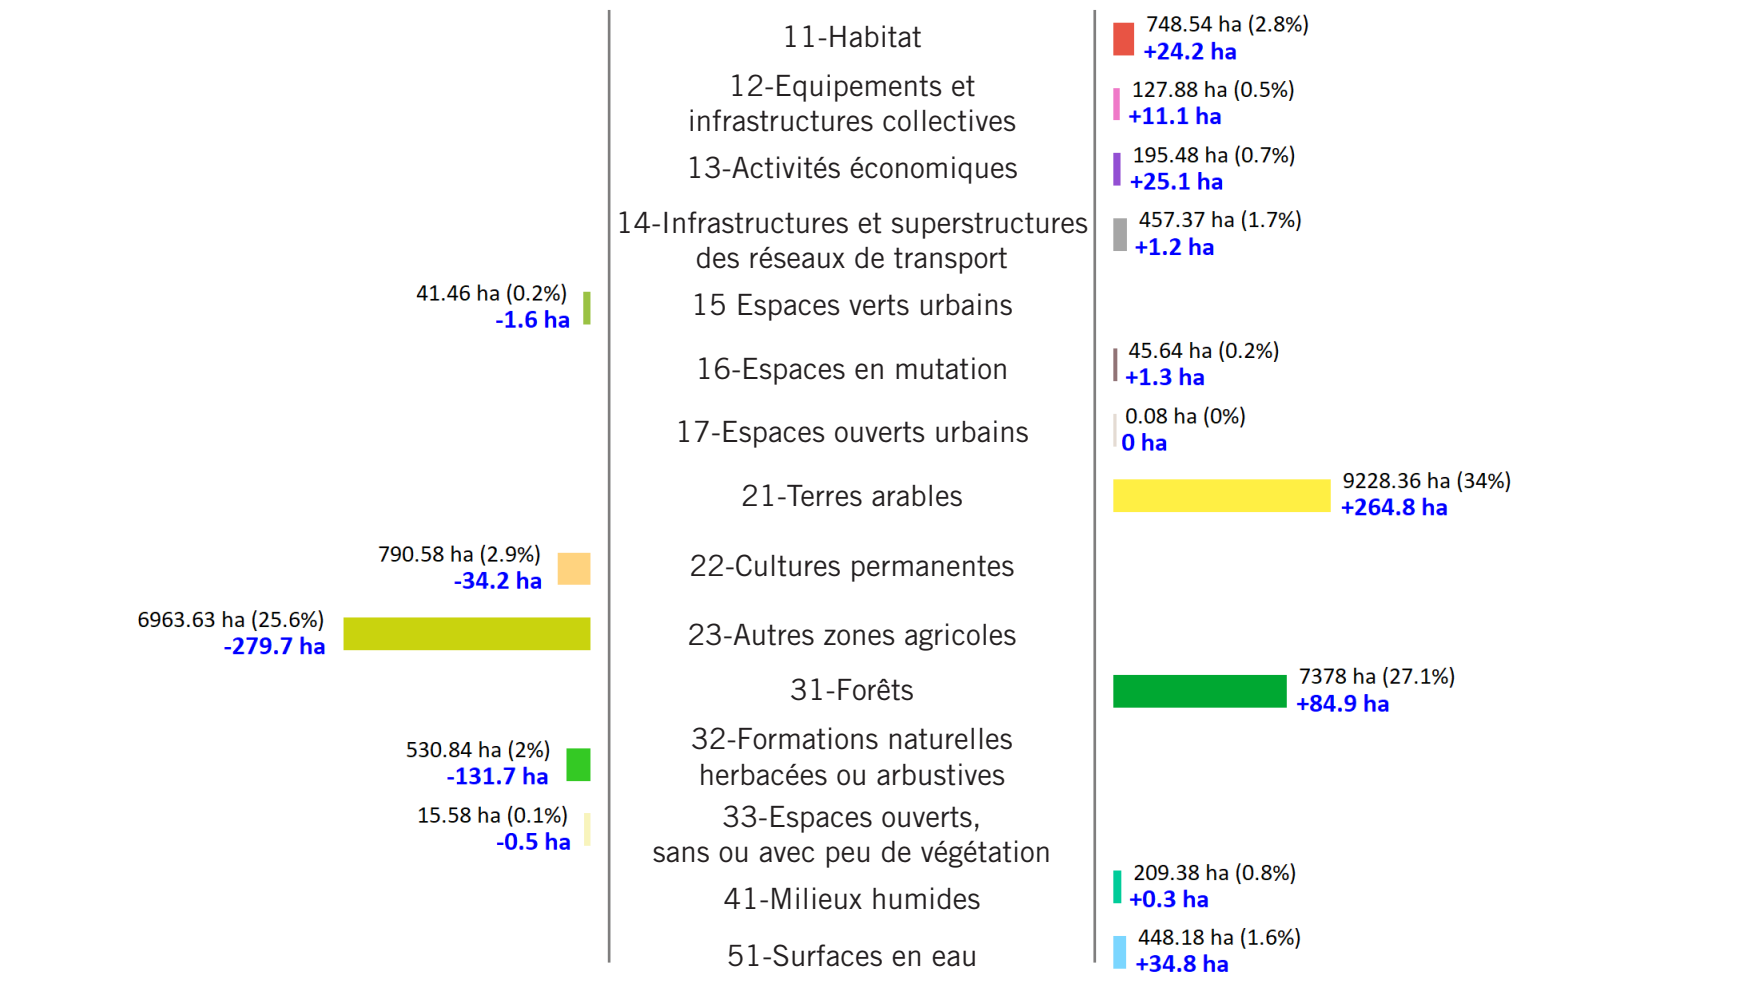 11-Habitat
748.54 ha (2.8%)
+24.2 ha
12-Equipements et
infrastructures collectives
127.88 ha (0.5%)
+11.1 ha
13-Activités économiques
195.48 ha (0.7%)
+25.1 ha
14-Infrastructures et superstructures
des réseaux de transport
457.37 ha (1.7%)
+1.2 ha
41.46 ha (0.2%)
-1.6 ha
15 Espaces verts urbains
16-Espaces en mutation
45.64 ha (0.2%)
+1.3 ha
17-Espaces ouverts urbains
0.08 ha (0%)
0 ha
21-Terres arables
9228.36 ha (34%)
+264.8 ha
790.58 ha (2.9%)
-34.2 ha
22-Cultures permanentes
6963.63 ha (25.6%)
-279.7 ha
23-Autres zones agricoles
31-Forêts
7378 ha (27.1%)
+84.9 ha
530.84 ha (2%)
-131.7 ha
32-Formations naturelles
herbacées ou arbustives
15.58 ha (0.1%)
-0.5 ha
33-Espaces ouverts,
sans ou avec peu de végétation
41-Milieux humides
209.38 ha (0.8%)
+0.3 ha
51-Surfaces en eau
448.18 ha (1.6%)
+34.8 ha